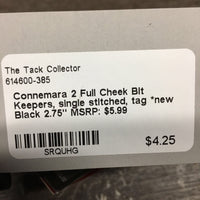 The Tack Collector
614600-385
Connemara 2 Full Cheek Bit
Keepers, single stitched, tag *new
Black 2.75" MSRP: $5.99
$4.25
SRQUHG